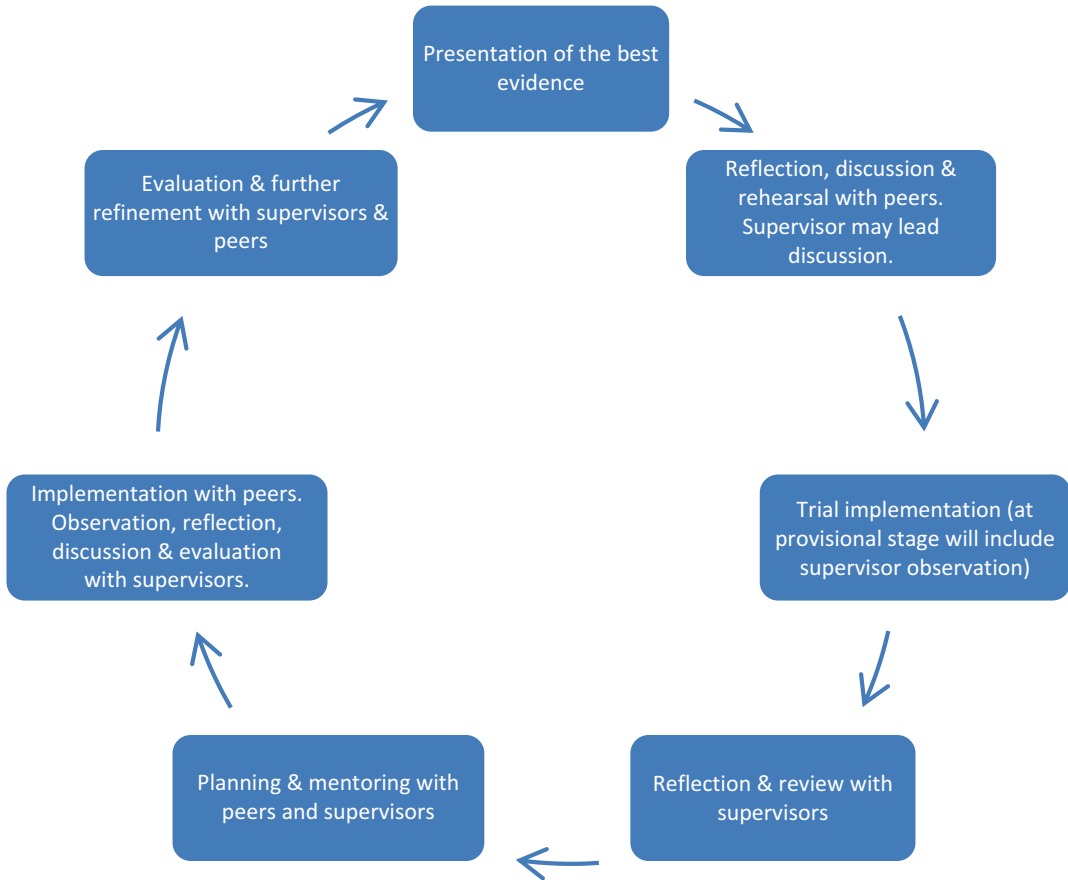 Presentation of the best
evidence
Reflection, discussion &
rehearsal with peers.
Supervisor may lead
discussion.
Trial implementation (at
provisional stage will include
supervisor observation)
Reflection & review with
supervisors
Planning & mentoring with
peers and supervisors
Implementation with peers.
Observation, reflection,
discussion & evaluation
with supervisors.
Evaluation & further
refinement with supervisors &
peers